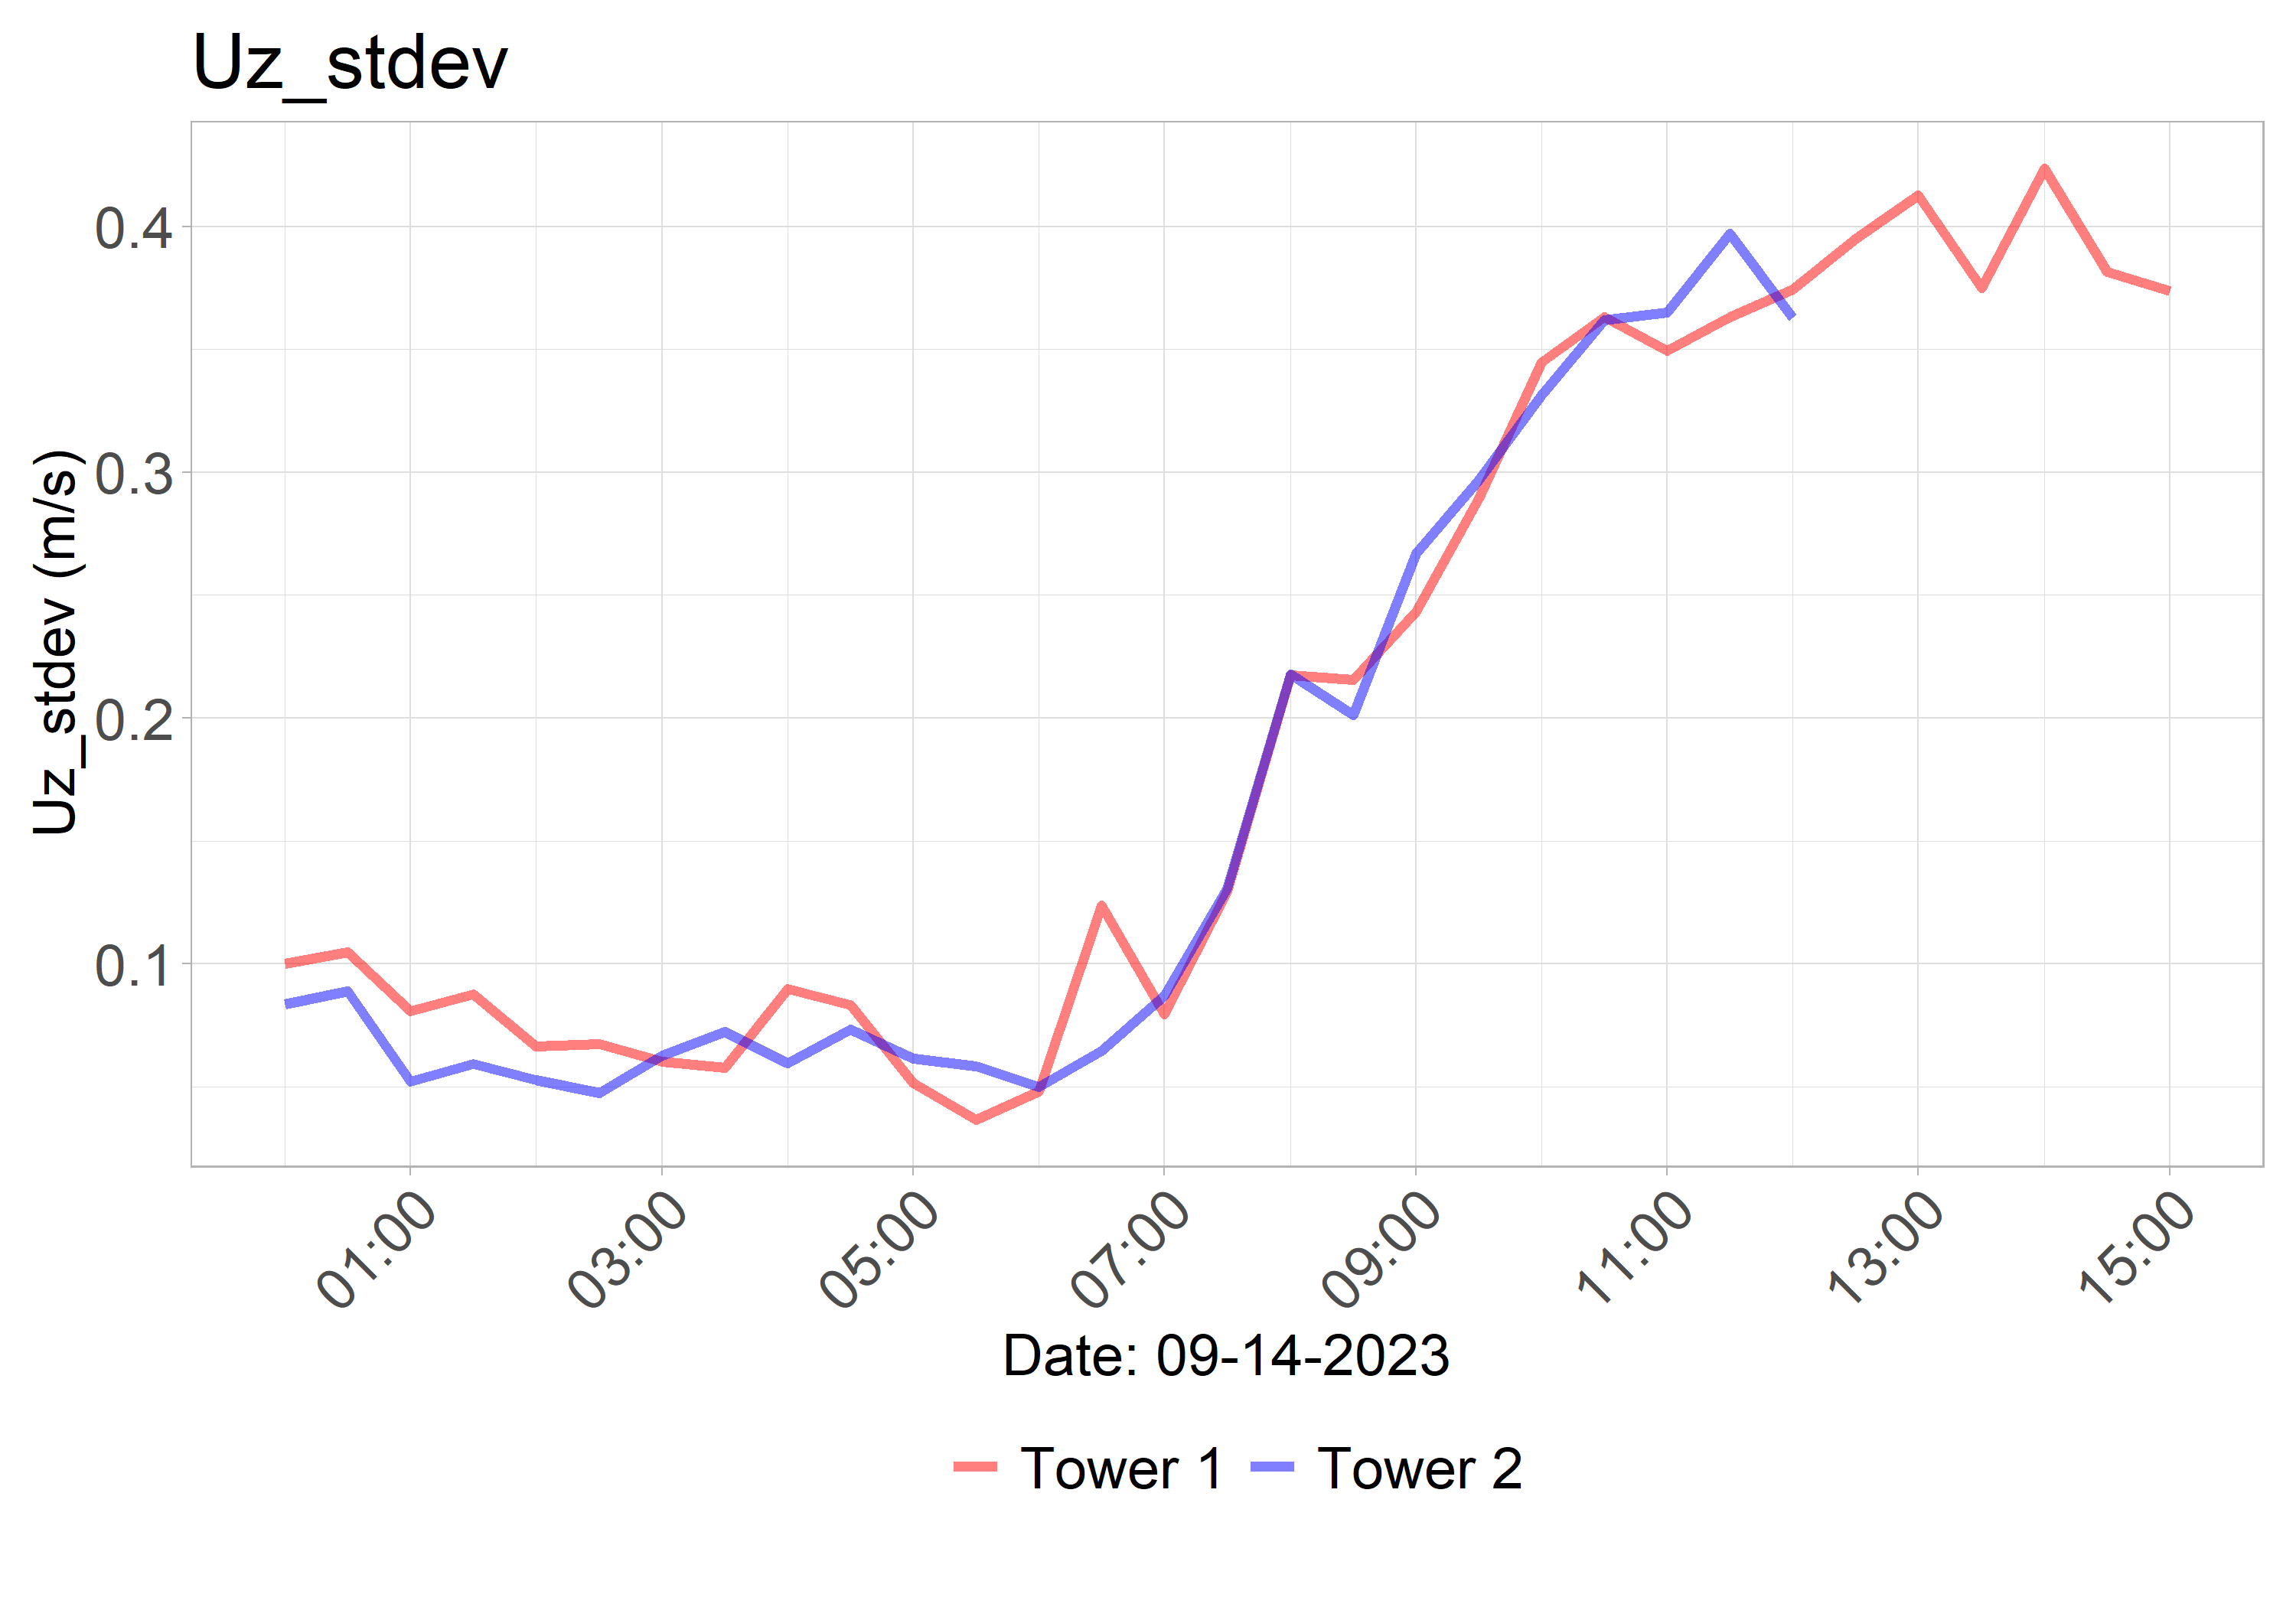 Uz_stdev
Uz_stdev (m/s)
0.4
0.3
0.2
0.1
01:00 03:00 05:00 07:00 09:00 11:00 13:00 15:00
Date: 09-14-2023
Tower 1 Tower 2